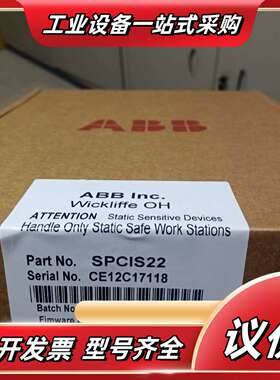 工业设备一站式采购
ABB
ABB Inc.
Wickliffe OH
ATTENTION Static Sensitive Devices
Handle Only Static Safe Work Stations
Part No. SPCIS22
Serial No. CE12C17118
Batch No
Firmware
开发票 型号齐全
议价